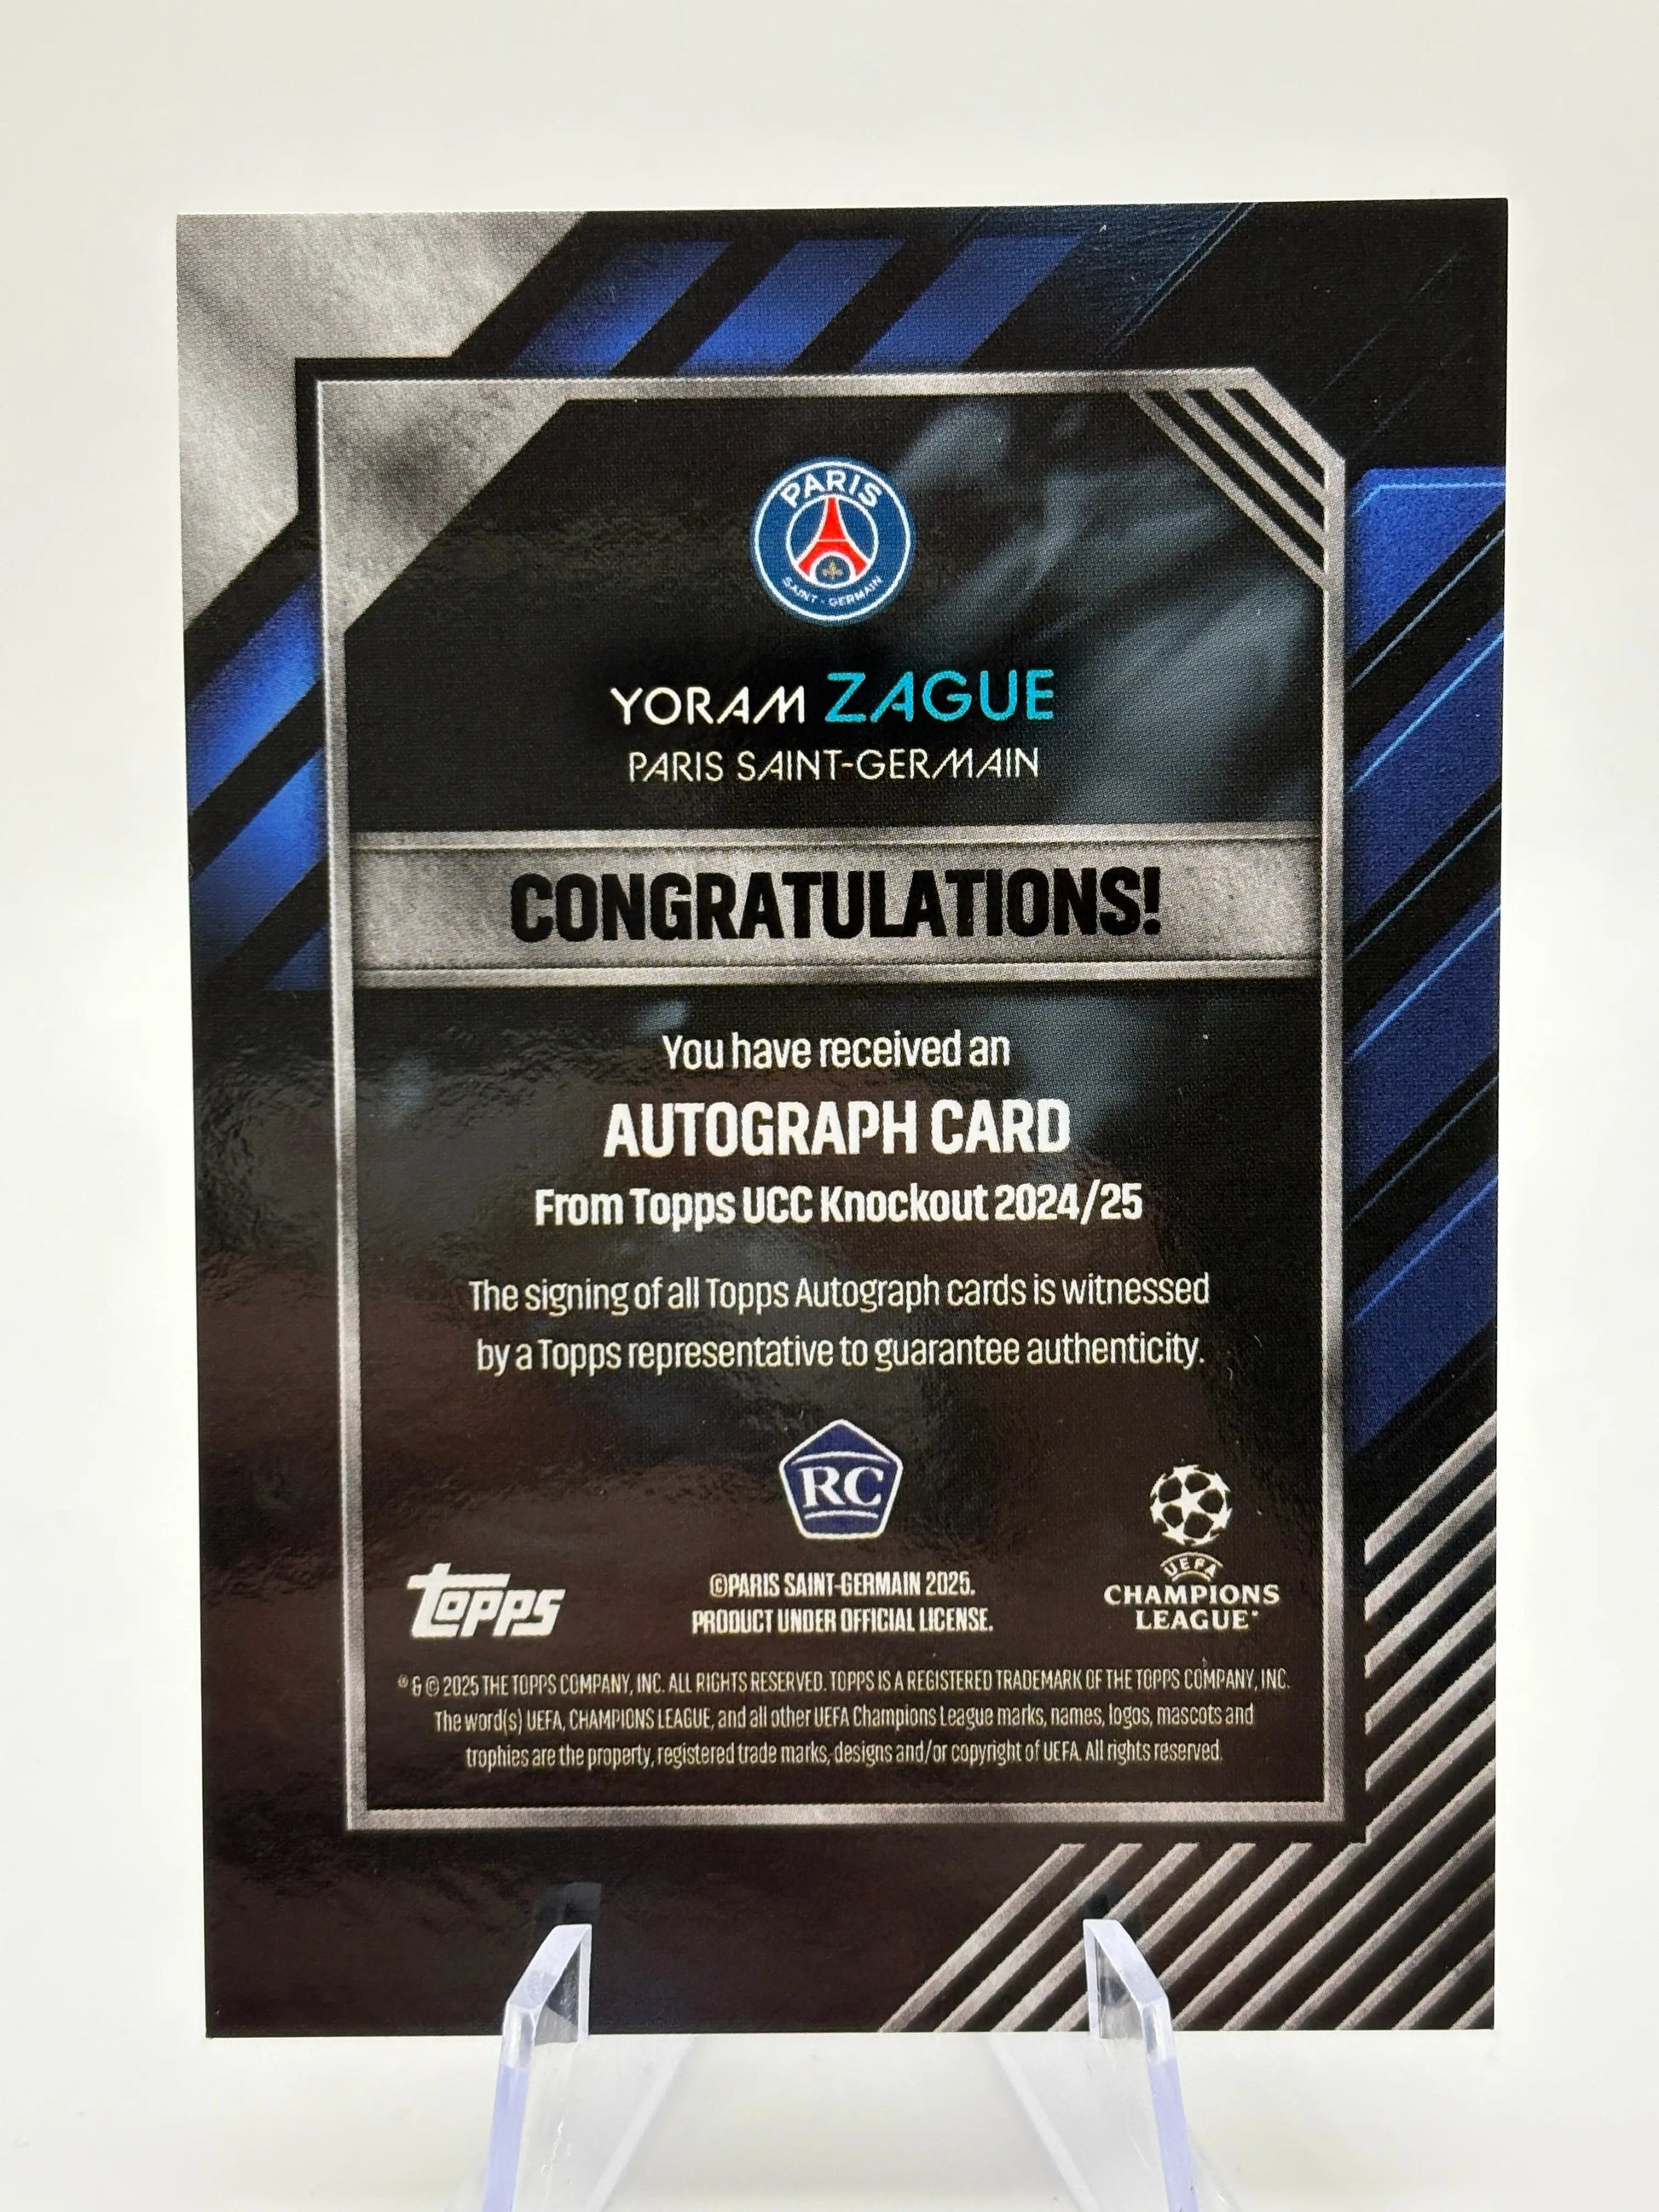 PARIS
SAINT-GERMAIN
YORAM ZAGUE
PARIS SAINT-GERMAIN
CONGRATULATIONS!
You have received an
AUTOGRAPH CARD
From Topps UCC Knockout 2024/25
The signing of all Topps Autograph cards is witnessed
by a Topps representative to guarantee authenticity.
RC
topps
©PARIS SAINT-GERMAIN 2025.
PRODUCT UNDER OFFICIAL LICENSE.
UEFA
CHAMPIONS
LEAGUE®
® & © 2025 THE TOPPS COMPANY, INC. ALL RIGHTS RESERVED. TOPPS IS A REGISTERED TRADEMARK OF THE TOPPS COMPANY, INC.
The word(s) UEFA, CHAMPIONS LEAGUE, and all other UEFA Champions League marks, names, logos, mascots and
trophies are the property, registered trade marks, designs and/or copyright of UEFA. All rights reserved.